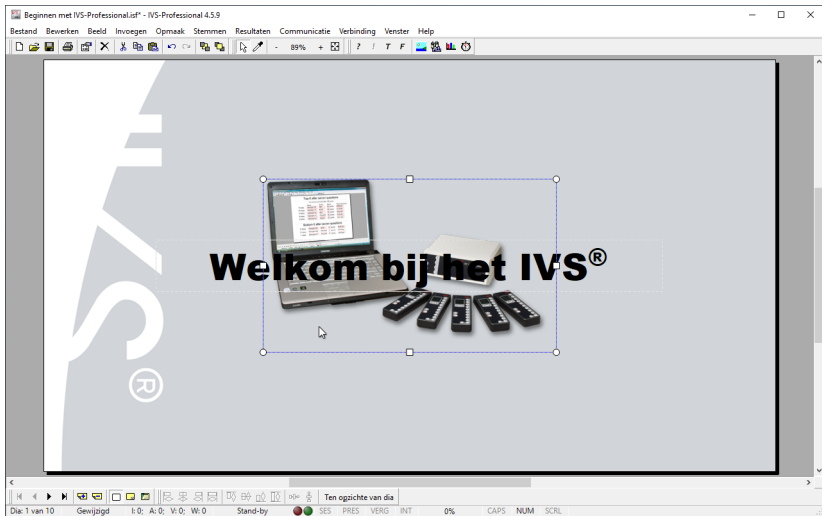 Beginnen met IVS-Professional.isf* - IVS-Professional 4.5.9
Bestand Bewerken Beeld Invoegen Opmaak Stemmen Resultaten Communicatie Verbinding Venster Help
- 89% + ? ! T F
IVS®
Welkom bij het IVS®
Ten opzichte van dia
Dia: 1 van 10 Gewijzigd I: 0; A: 0; V: 0; W: 0 Stand-by SES PRES VERG INT 0% CAPS NUM SCRL